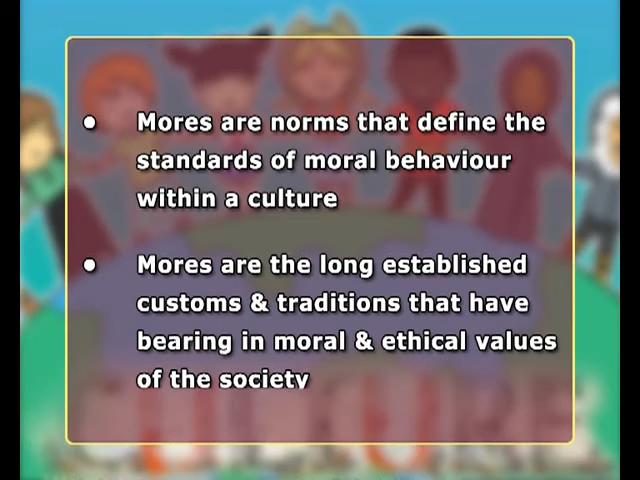 • Mores are norms that define the
standards of moral behaviour
within a culture
• Mores are the long established
customs & traditions that have
bearing in moral & ethical values
of the society